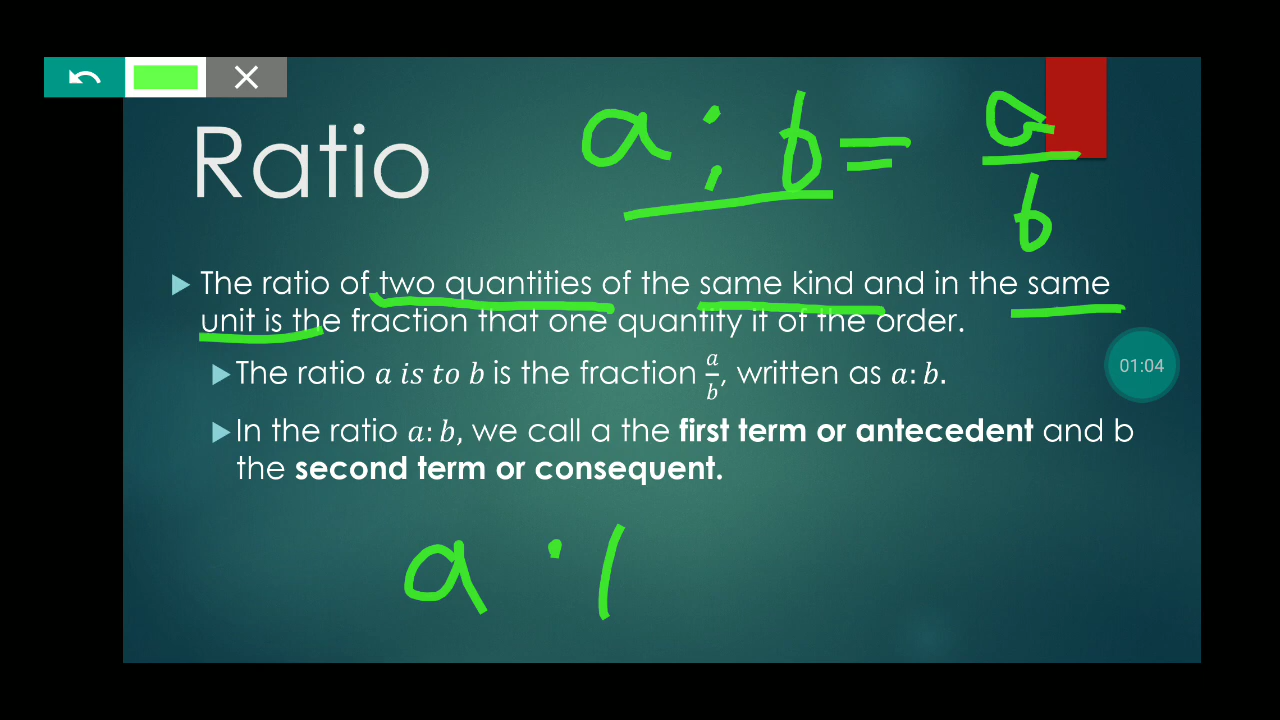 Ratio
a : b = a/b
The ratio of two quantities of the same kind and in the same
unit is the fraction that one quantity it of the order.
The ratio a is to b is the fraction a/b, written as a: b.
In the ratio a: b, we call a the first term or antecedent and b
the second term or consequent.
01:04
a